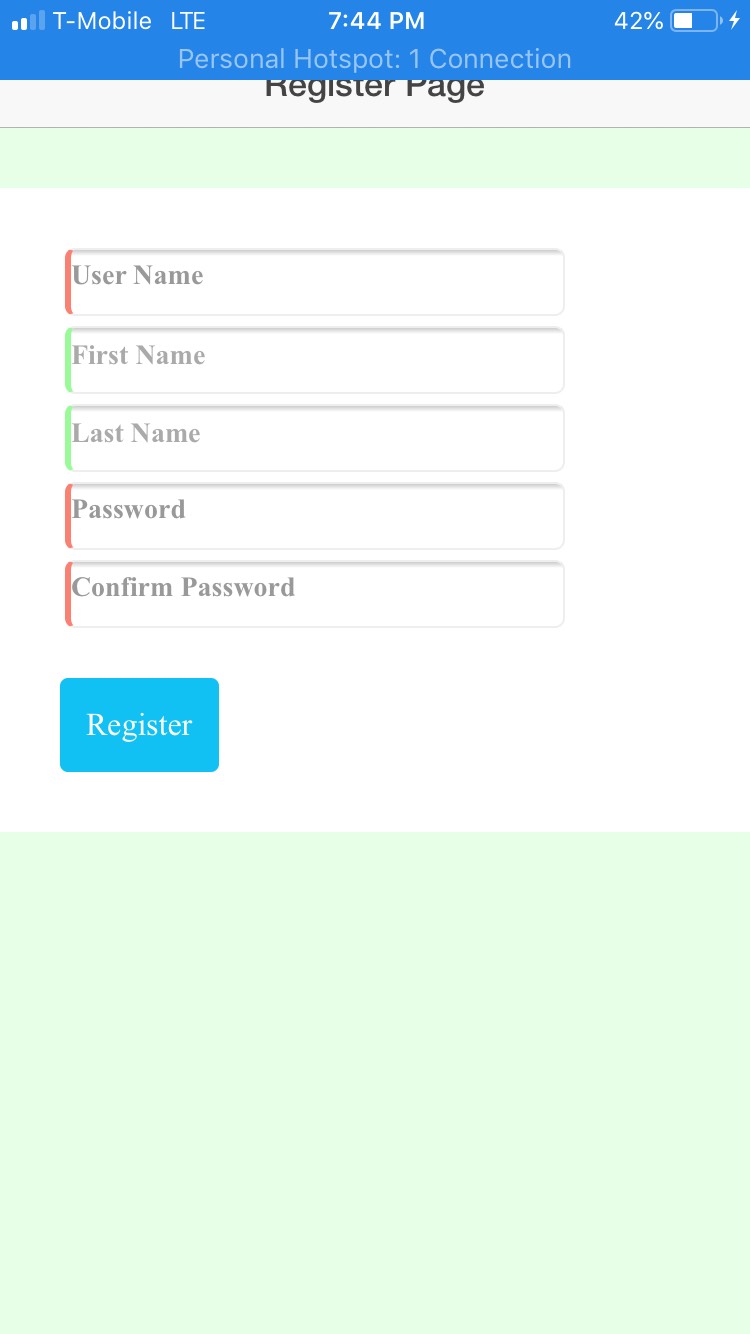 T-Mobile LTE 7:44 PM 42%
Personal Hotspot: 1 Connection
Register Page
User Name
First Name
Last Name
Password
Confirm Password
Register